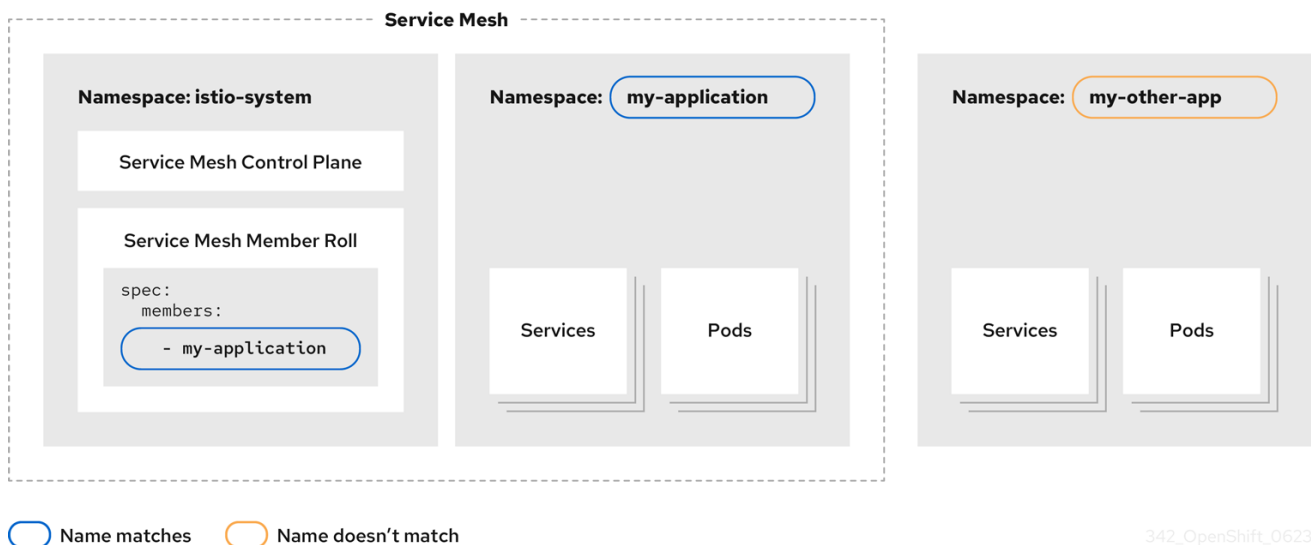 Service Mesh
Namespace: istio-system
Service Mesh Control Plane
Service Mesh Member Roll
spec:
members:
- my-application
Namespace: my-application
Services
Pods
Namespace: my-other-app
Services
Pods
Name matches
Name doesn’t match
342_OpenShift_0623